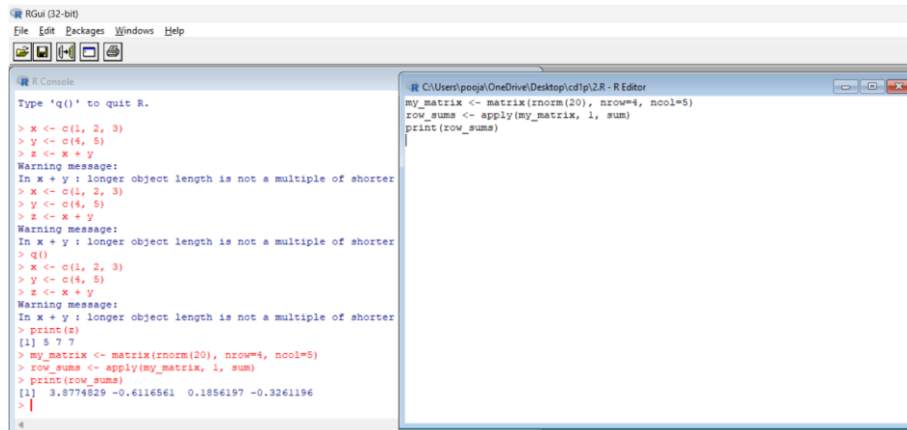 RGui (32-bit)
File Edit Packages Windows Help
R Console
Type 'q()' to quit R.
> x <- c(1, 2, 3)
> y <- c(4, 5)
> z <- x + y
Warning message:
In x + y : longer object length is not a multiple of shorter
> x <- c(1, 2, 3)
> y <- c(4, 5)
> z <- x + y
Warning message:
In x + y : longer object length is not a multiple of shorter
> q()
> x <- c(1, 2, 3)
> y <- c(4, 5)
> z <- x + y
Warning message:
In x + y : longer object length is not a multiple of shorter
> print(z)
[1] 5 7 7
> my_matrix <- matrix(rnorm(20), nrow=4, ncol=5)
> row_sums <- apply(my_matrix, 1, sum)
> print(row_sums)
[1]  3.8774829 -0.6116561  0.1856197 -0.3261196
>
C:\Users\pooja\OneDrive\Desktop\cd1p\2.R - R Editor
my_matrix <- matrix(rnorm(20), nrow=4, ncol=5)
row_sums <- apply(my_matrix, 1, sum)
print(row_sums)